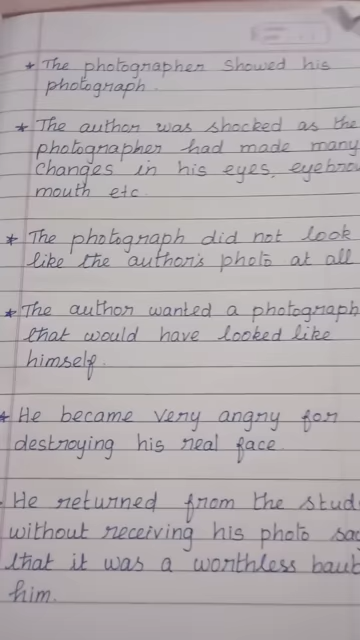 * The photographer showed his
photograph.
* The author was shocked as the
photographer had made many
changes in his eyes, eyebrow
mouth etc.
* The photograph did not look
like the author's photo at all
* The author wanted a photograph
that would have looked like
himself.
* He became very angry for
destroying his real face.
He returned from the stud
without receiving his photo
that it was a worthless
him.